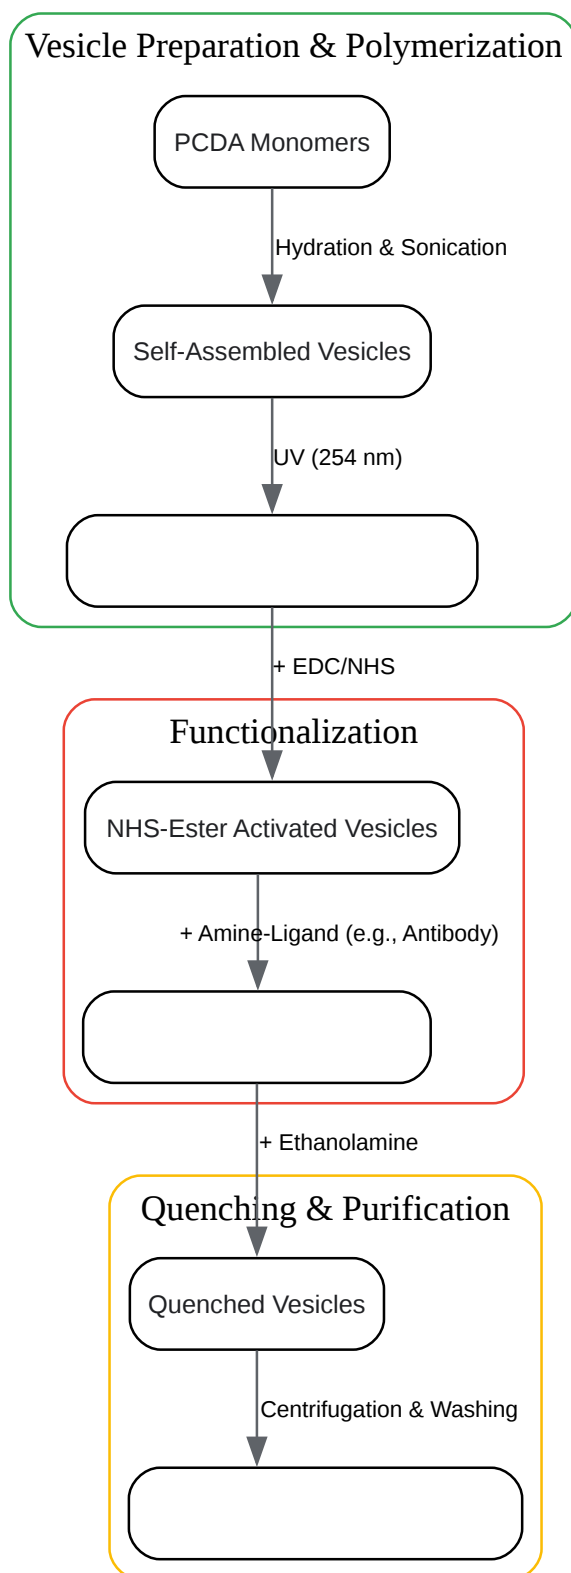 Vesicle Preparation & Polymerization
PCDA Monomers
Hydration & Sonication
Self-Assembled Vesicles
UV (254 nm)
+ EDC/NHS
Functionalization
NHS-Ester Activated Vesicles
+ Amine-Ligand (e.g., Antibody)
+ Ethanolamine
Quenching & Purification
Quenched Vesicles
Centrifugation & Washing